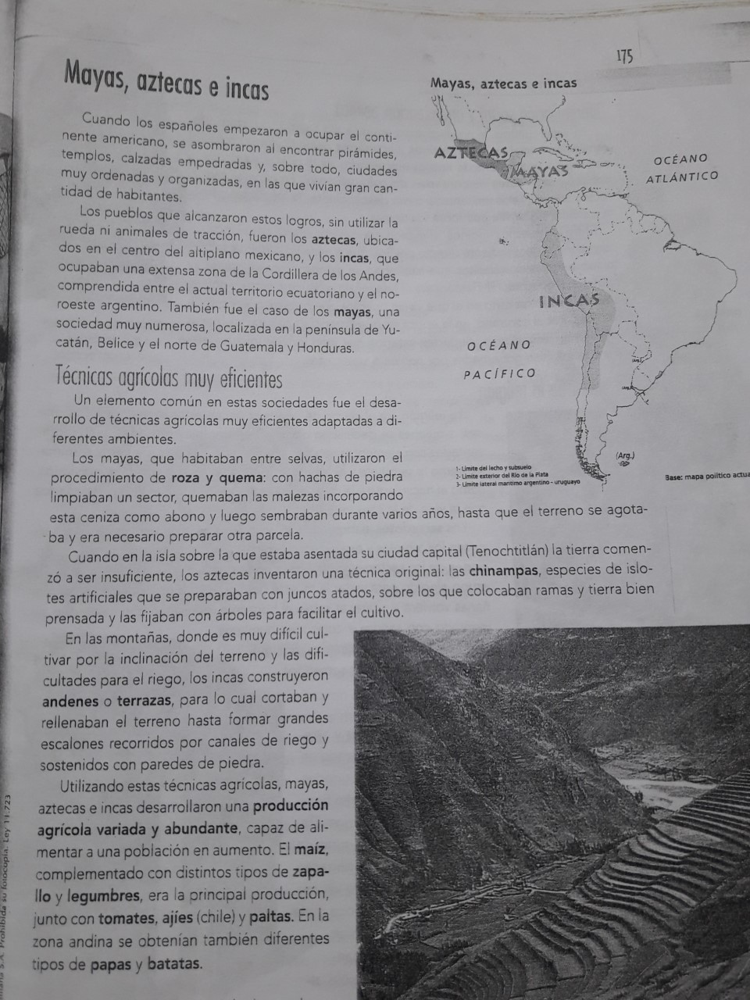 175
Mayas, aztecas e incas
Cuando los españoles empezaron a ocupar el conti-
nente americano, se asombraron al encontrar pirámides,
templos, calzadas empedradas y, sobre todo, ciudades
muy ordenadas y organizadas, en las que vivían gran can-
tidad de habitantes.
Los pueblos que alcanzaron estos logros, sin utilizar la
rueda ni animales de tracción, fueron los aztecas, ubica-
dos en el centro del altiplano mexicano, y los incas, que
ocupaban una extensa zona de la Cordillera de los Andes,
comprendida entre el actual territorio ecuatoriano y el no-
roeste argentino. También fue el caso de los mayas, una
sociedad muy numerosa, localizada en la península de Yu-
catán, Belice y el norte de Guatemala y Honduras.
Mayas, aztecas e incas
AZTECAS
MAYAS
OCÉANO
ATLÁNTICO
INCAS
OCÉANO
PACÍFICO
(Arg.)
1- Límite del lecho y subsuelo
2- Límite exterior del Río de la Plata
3- Límite lateral marítimo argentino - uruguayo
Base: mapa político actua
Técnicas agrícolas muy eficientes
Un elemento común en estas sociedades fue el desa-
rrollo de técnicas agrícolas muy eficientes adaptadas a di-
ferentes ambientes.
Los mayas, que habitaban entre selvas, utilizaron el
procedimiento de roza y quema: con hachas de piedra
limpiaban un sector, quemaban las malezas incorporando
esta ceniza como abono y luego sembraban durante varios años, hasta que el terreno se agota-
ba y era necesario preparar otra parcela.
Cuando en la isla sobre la que estaba asentada su ciudad capital (Tenochtitlán) la tierra comen-
zó a ser insuficiente, los aztecas inventaron una técnica original: las chinampas, especies de islo-
tes artificiales que se preparaban con juncos atados, sobre los que colocaban ramas y tierra bien
prensada y las fijaban con árboles para facilitar el cultivo.
En las montañas, donde es muy difícil cul-
tivar por la inclinación del terreno y las difi-
cultades para el riego, los incas construyeron
andenes o terrazas, para lo cual cortaban y
rellenaban el terreno hasta formar grandes
escalones recorridos por canales de riego y
sostenidos con paredes de piedra.
Utilizando estas técnicas agrícolas, mayas,
aztecas e incas desarrollaron una producción
agrícola variada y abundante, capaz de ali-
mentar a una población en aumento. El maíz,
complementado con distintos tipos de zapa-
llo y legumbres, era la principal producción,
junto con tomates, ajíes (chile) y paltas. En la
zona andina se obtenían también diferentes
tipos de papas y batatas.
S.A. Prohibida su fotocopia. Ley 11.723